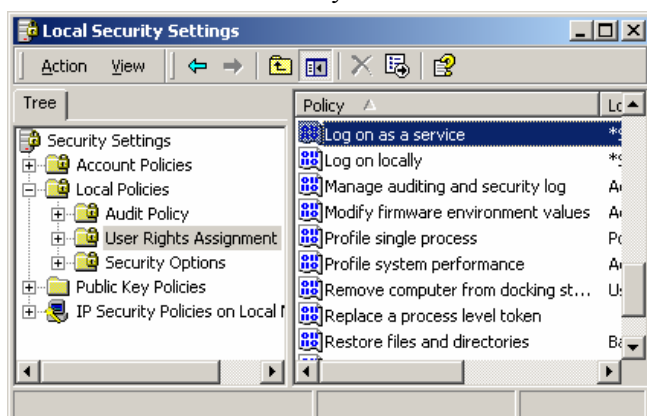 Local Security Settings
Action View
Tree
Policy
Security Settings
Account Policies
Local Policies
Audit Policy
User Rights Assignment
Security Options
Public Key Policies
IP Security Policies on Local
Log on as a service
Log on locally
Manage auditing and security log
Modify firmware environment values
Profile single process
Profile system performance
Remove computer from docking st...
Replace a process level token
Restore files and directories